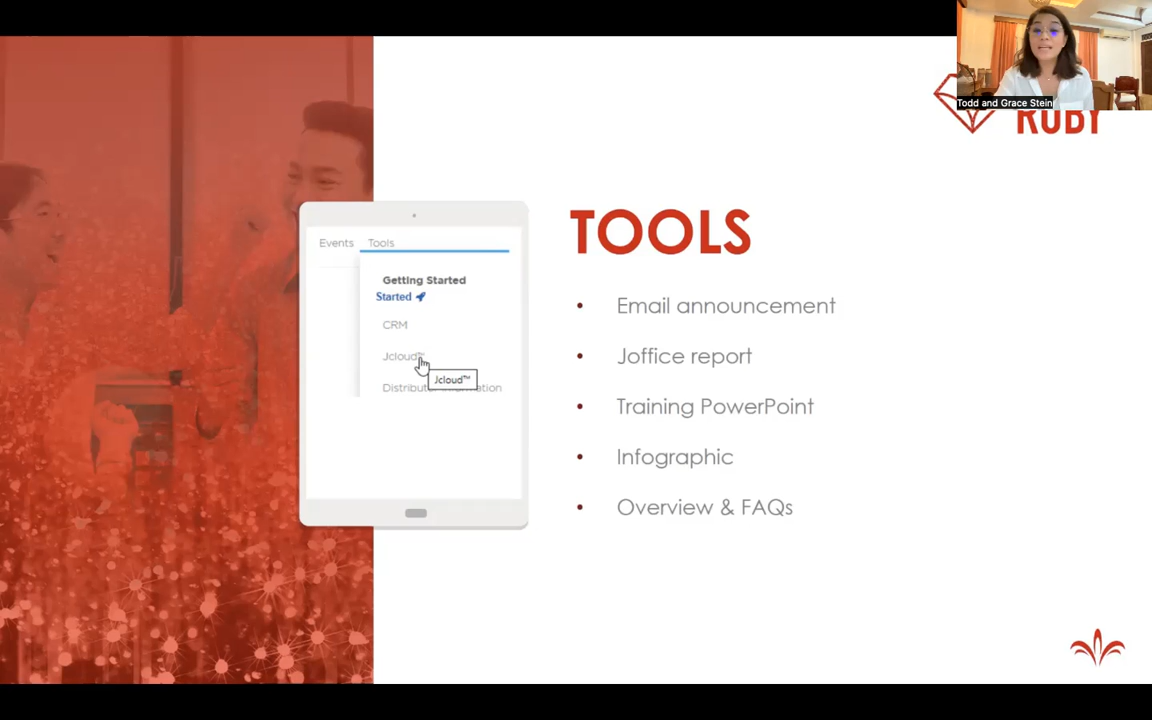 Todd and Grace Stein
RUBY
Events Tools
Getting Started
Started
CRM
Jcloud™
Jcloud™
TOOLS
• Email announcement
• Joffice report
• Training PowerPoint
• Infographic
• Overview & FAQs